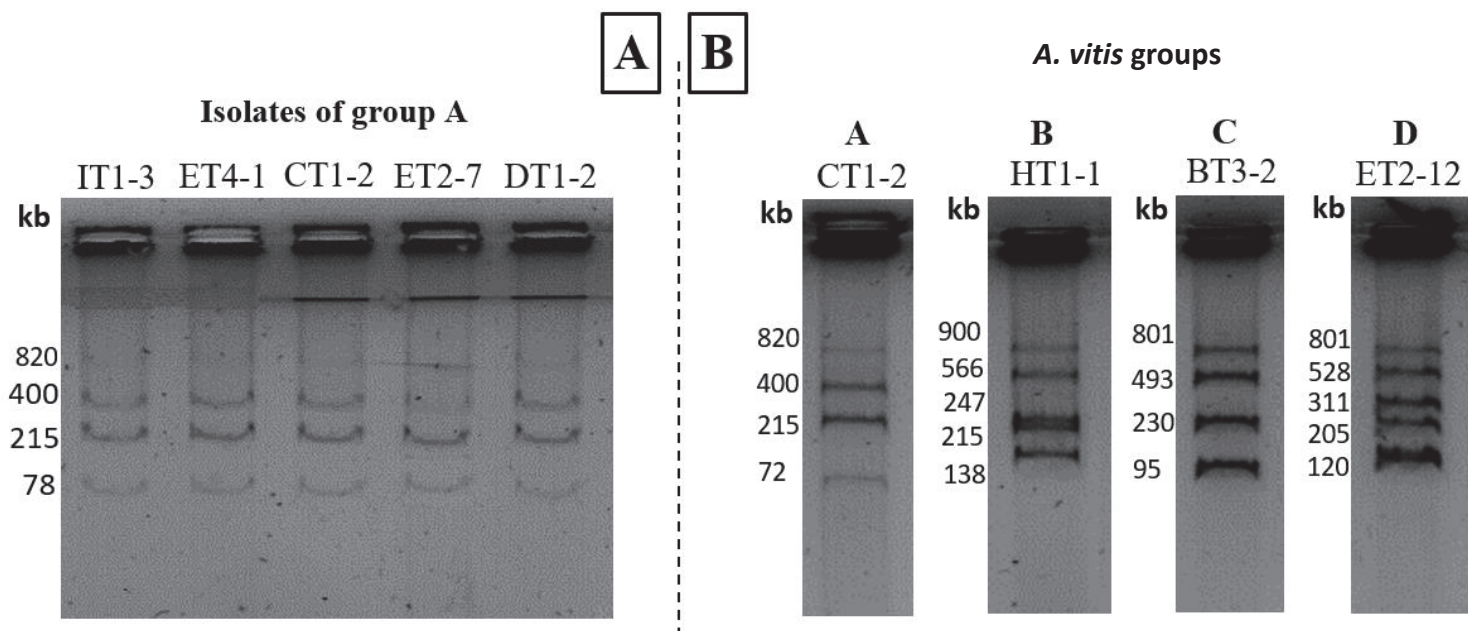 A
Isolates of group A
IT1-3 ET4-1 CT1-2 ET2-7 DT1-2
kb
820
400
215
78
B
A. vitis groups
A
CT1-2
kb
820
400
215
72
B
HT1-1
kb
900
566
247
215
138
C
BT3-2
kb
801
493
230
95
D
ET2-12
kb
801
528
311
205
120